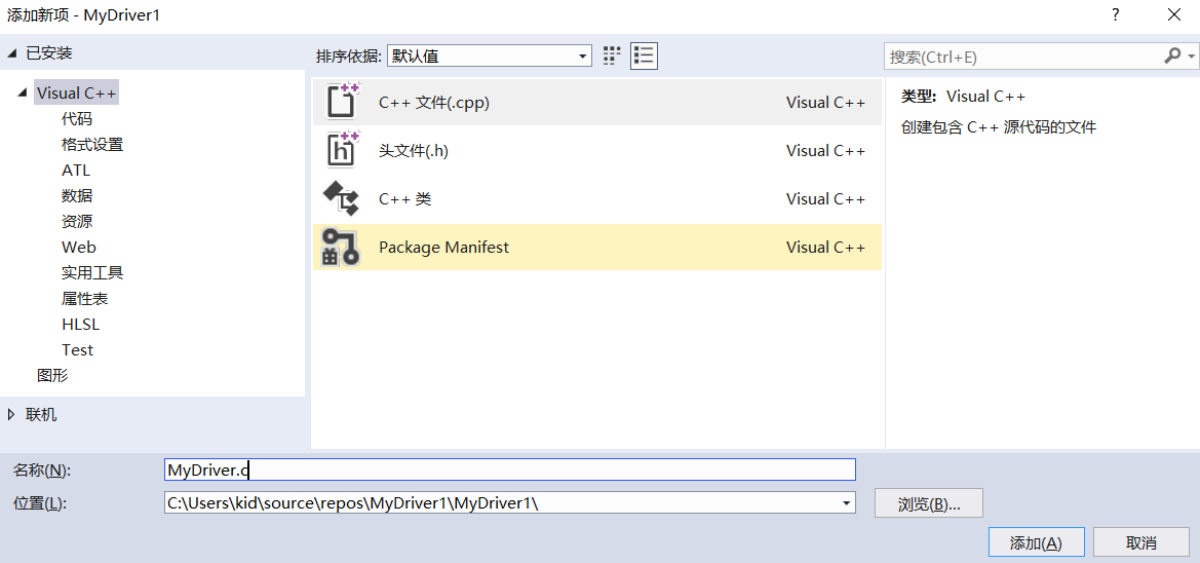 添加新项 - MyDriver1
?
已安装
排序依据: 默认值
搜索(Ctrl+E)
Visual C++
代码
格式设置
ATL
数据
资源
Web
实用工具
属性表
HLSL
Test
图形
联机
C++ 文件(.cpp) Visual C++
头文件(.h) Visual C++
C++ 类 Visual C++
Package Manifest Visual C++
类型: Visual C++
创建包含 C++ 源代码的文件
名称(N): MyDriver.c
位置(L): C:\Users\kid\source\repos\MyDriver1\MyDriver1\ 浏览(B)...
添加(A) 取消